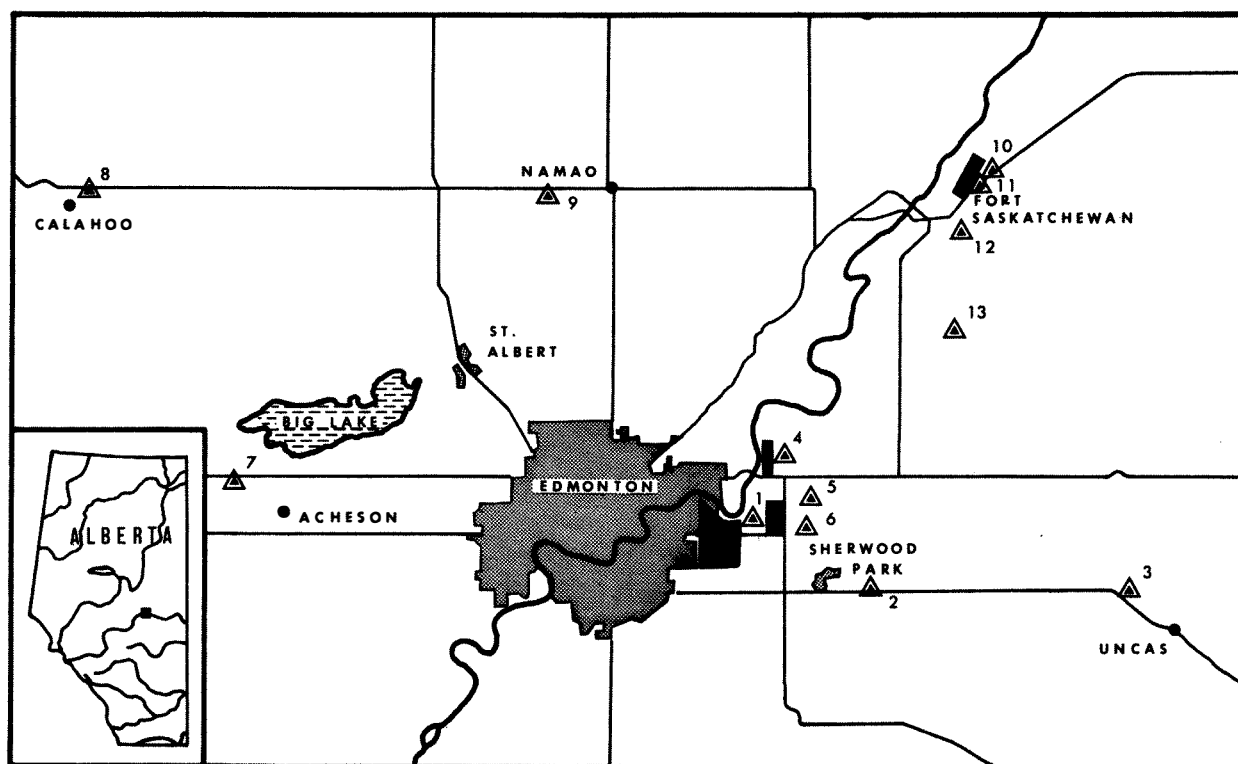 10
8
NAMAO
11
9
FORT
SASKATCHEWAN
CALAHOO
12
13
ST.
ALBERT
BIG LAKE
4
7
EDMONTON
5
1
ACHESON
6
ALBERTA
SHERWOOD
PARK
3
2
UNCAS